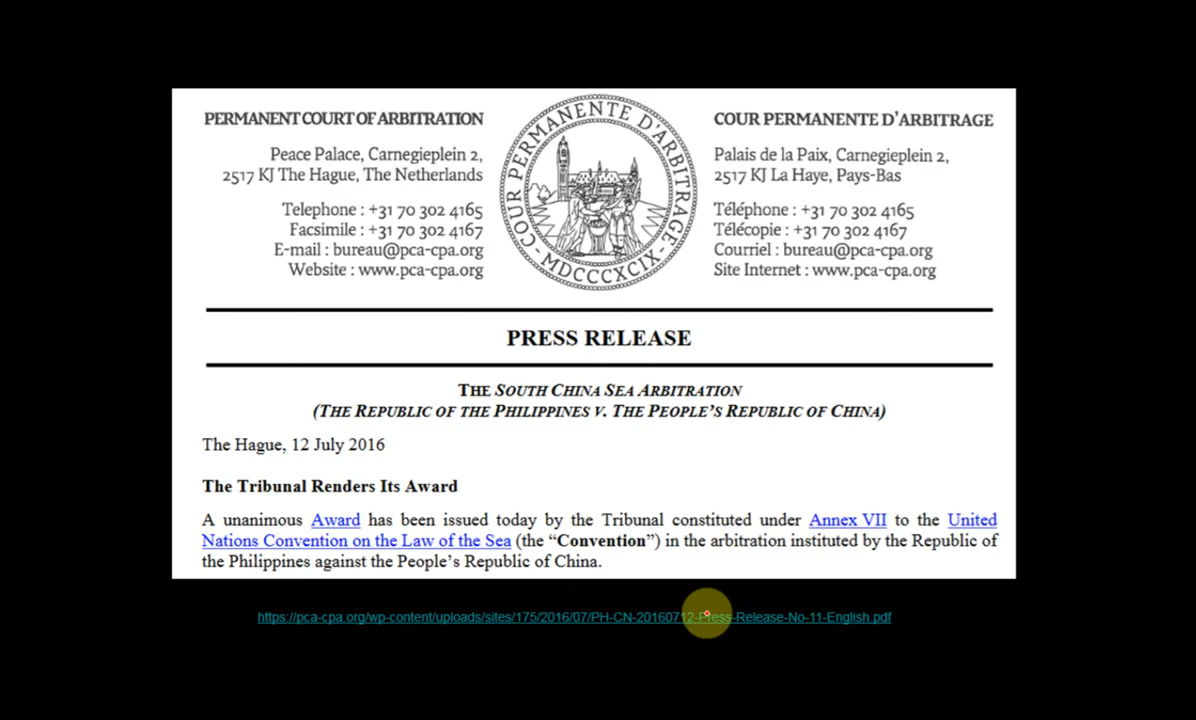 PERMANENT COURT OF ARBITRATION
Peace Palace, Carnegieplein 2,
2517 KJ The Hague, The Netherlands
Telephone : +31 70 302 4165
Facsimile : +31 70 302 4167
E-mail : bureau@pca-cpa.org
Website : www.pca-cpa.org
COUR PERMANENTE D'ARBITRAGE
MDCCCXCIX
COUR PERMANENTE D'ARBITRAGE
Palais de la Paix, Carnegieplein 2,
2517 KJ La Haye, Pays-Bas
Téléphone : +31 70 302 4165
Télécopie : +31 70 302 4167
Courriel : bureau@pca-cpa.org
Site Internet : www.pca-cpa.org
PRESS RELEASE
THE SOUTH CHINA SEA ARBITRATION
(THE REPUBLIC OF THE PHILIPPINES V. THE PEOPLE'S REPUBLIC OF CHINA)
The Hague, 12 July 2016
The Tribunal Renders Its Award
A unanimous Award has been issued today by the Tribunal constituted under Annex VII to the United
Nations Convention on the Law of the Sea (the “Convention”) in the arbitration instituted by the Republic of
the Philippines against the People's Republic of China.
https://pca-cpa.org/wp-content/uploads/sites/175/2016/07/PH-CN-20160712-Press-Release-No-11-English.pdf